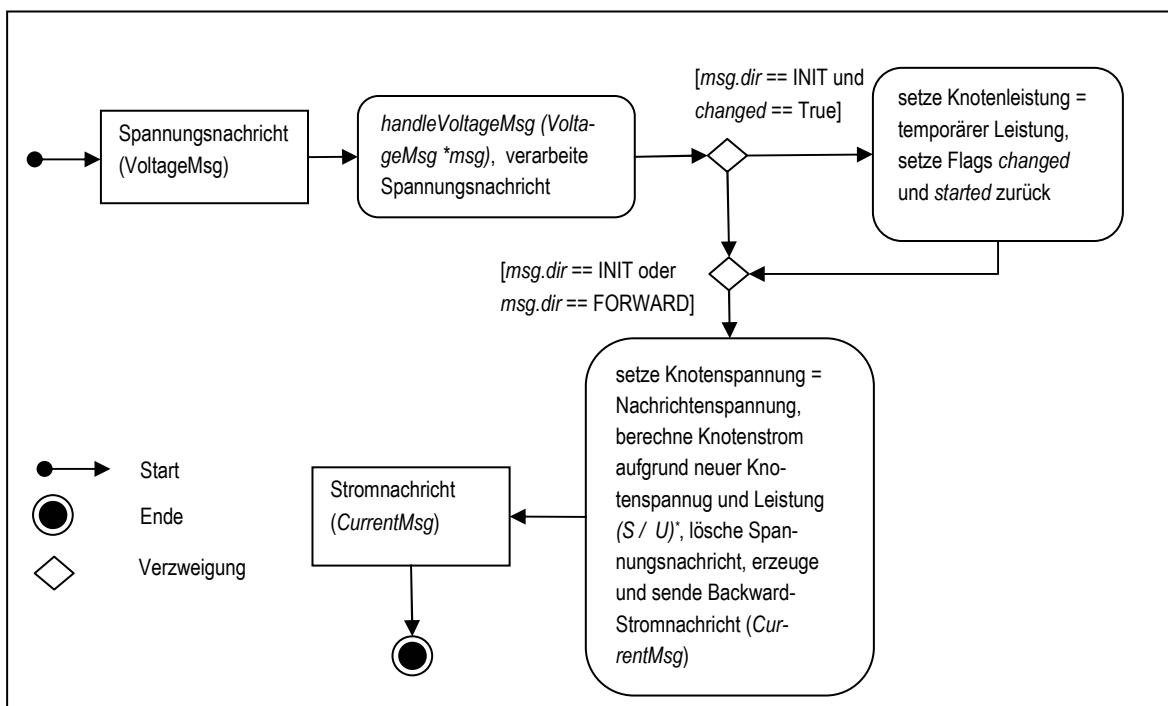 [msg.dir == INIT und
changed == True]
Spannungsnachricht
(VoltageMsg)
handleVoltageMsg (Volta-
geMsg *msg), verarbeite
Spannungsnachricht
setze Knotenleistung =
temporärer Leistung,
setze Flags changed
und started zurück
[msg.dir == INIT oder
msg.dir == FORWARD]
setze Knotenspannung =
Nachrichtenspannung,
berechne Knotenstrom
aufgrund neuer Kno-
tenspannug und Leistung
(S / U)*, lösche Span-
nungsnachricht, erzeuge
und sende Backward-
Stromnachricht (Cur-
rentMsg)
Stromnachricht
(CurrentMsg)
Start
Ende
Verzweigung